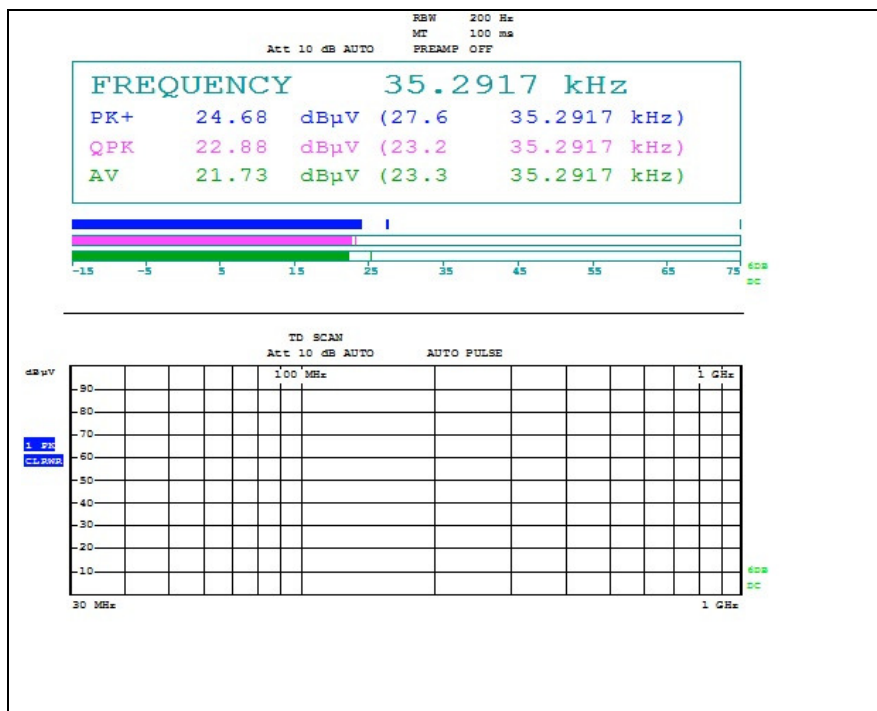 RBW 200 Hz
MT 100 ms
Att 10 dB AUTO PREAMP OFF
FREQUENCY 35.2917 kHz
PK+ 24.68 dBµV (27.6 35.2917 kHz)
QPK 22.88 dBµV (23.2 35.2917 kHz)
AV 21.73 dBµV (23.3 35.2917 kHz)
-15 -5 5 15 25 35 45 55 65 75
6DB
DC
TD SCAN
Att 10 dB AUTO AUTO PULSE
dBµV
100 MHz 1 GHz
90
80
70
1 PK
CLRWR
60
50
40
30
20
10
6DB
DC
30 MHz 1 GHz